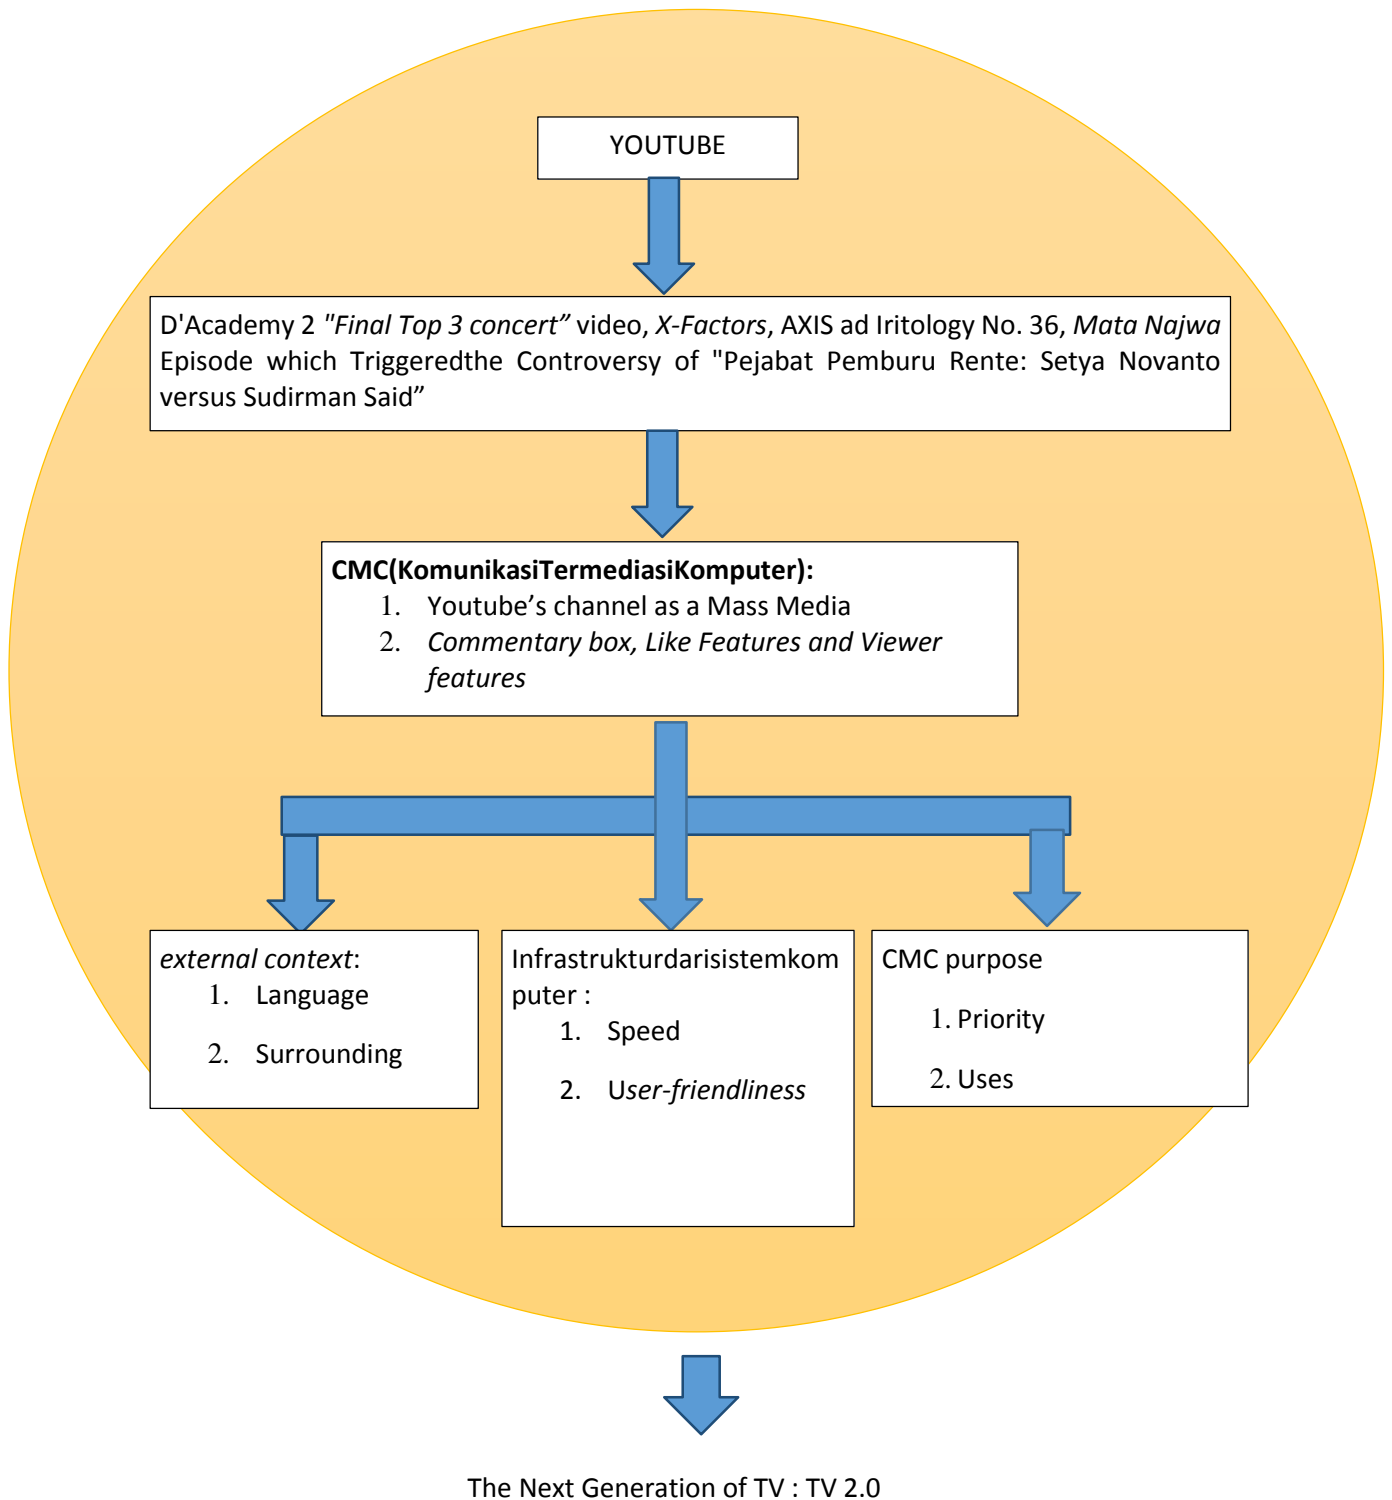 YOUTUBE
D'Academy 2 "Final Top 3 concert” video, X-Factors, AXIS ad Iritology No. 36, Mata Najwa
Episode which Triggeredthe Controversy of "Pejabat Pemburu Rente: Setya Novanto
versus Sudirman Said”
CMC(KomunikasiTermediasiKomputer):
1. Youtube’s channel as a Mass Media
2. Commentary box, Like Features and Viewer
features
external context:
1. Language
2. Surrounding
Infrastrukturdarisistemkom
puter :
1. Speed
2. User-friendliness
CMC purpose
1. Priority
2. Uses
The Next Generation of TV : TV 2.0